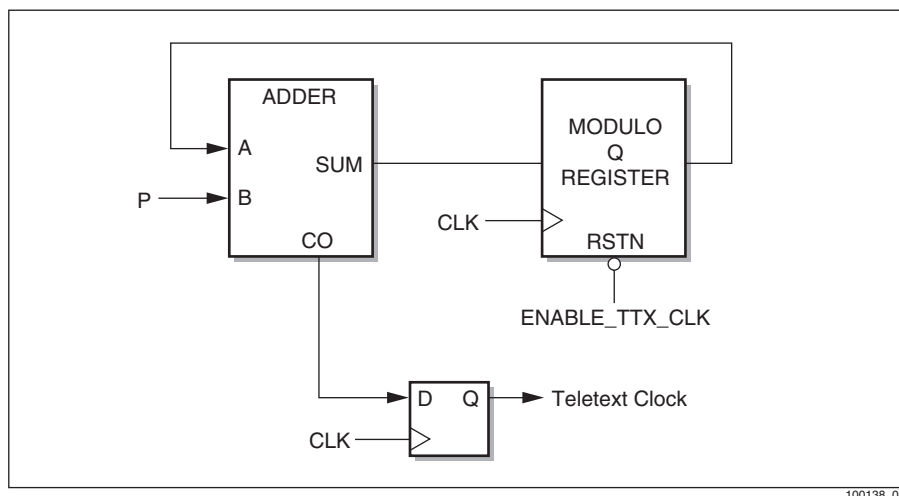 ADDER
A
SUM
P
B
CO
MODULO
Q
REGISTER
CLK
RSTN
ENABLE_TTX_CLK
D
Q
Teletext Clock
CLK